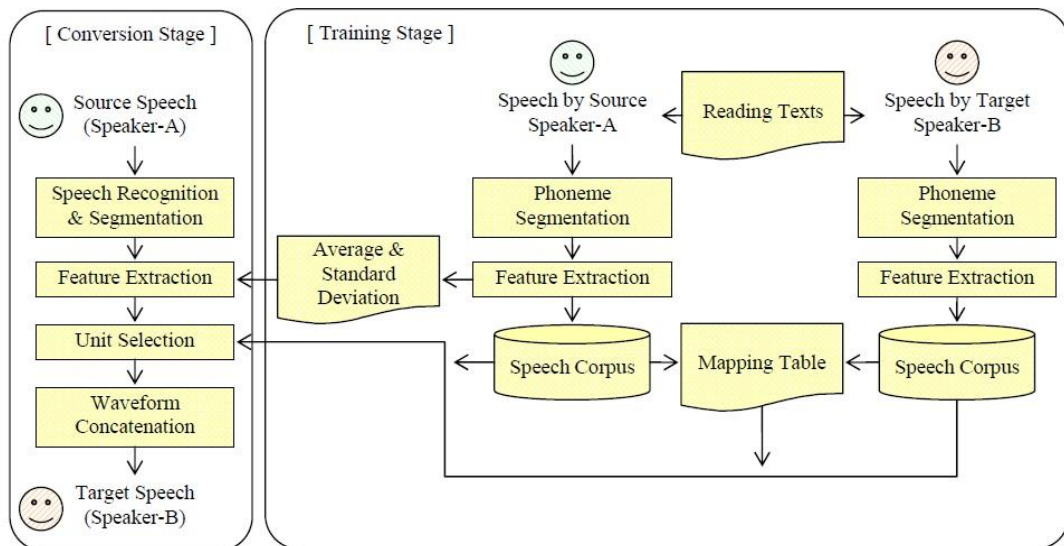 [ Conversion Stage ]
Source Speech
(Speaker-A)
Speech Recognition
& Segmentation
Feature Extraction
Unit Selection
Waveform
Concatenation
Target Speech
(Speaker-B)
[ Training Stage ]
Speech by Source
Speaker-A
Reading Texts
Speech by Target
Speaker-B
Phoneme
Segmentation
Phoneme
Segmentation
Average &
Standard
Deviation
Feature Extraction
Feature Extraction
Speech Corpus
Mapping Table
Speech Corpus